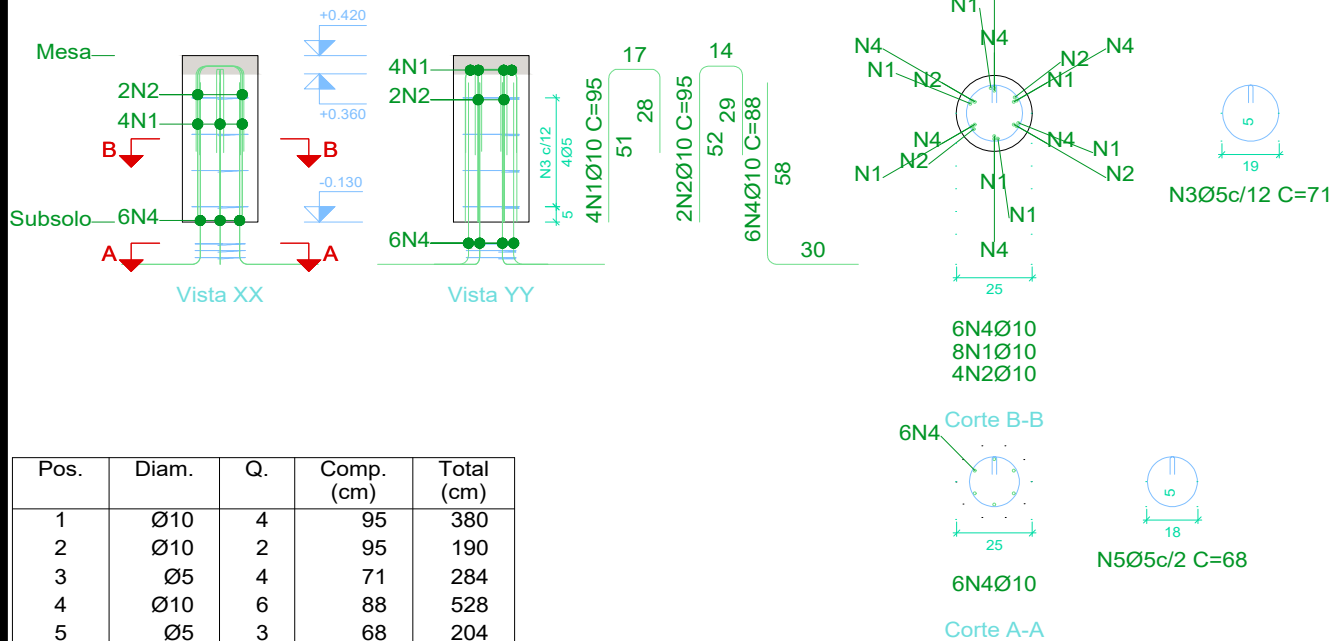 +0.420
Mesa
2N2
4N1
+0.360
B
B
-0.130
Subsolo
6N4
A
A
Vista XX
4N1
2N2
N3 c/12
4Ø5
5
6N4
Vista YY
17
4N1Ø10 C=95
51
28
14
2N2Ø10 C=95
52
29
6N4Ø10 C=88
58
30
N1
N4
N4
N1
N2
N2
N1
N4
N4
N2
N1
N1
N1
N4
N4
N1
N2
25
6N4Ø10
8N1Ø10
4N2Ø10
Corte B-B
5
19
N3Ø5c/12 C=71
6N4
25
6N4Ø10
Corte A-A
5
18
N5Ø5c/2 C=68
Pos. Diam. Q. Comp. (cm) Total (cm)
1 Ø10 4 95 380
2 Ø10 2 95 190
3 Ø5 4 71 284
4 Ø10 6 88 528
5 Ø5 3 68 204